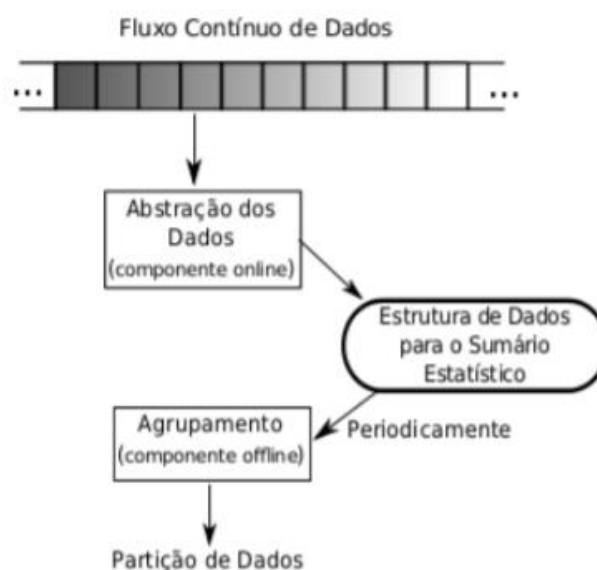 Fluxo Contínuo de Dados
... ...
Abstração dos
Dados
(componente online)
Estrutura de Dados
para o Sumário
Estatístico
Agrupamento
(componente offline)
Periodicamente
Partição de Dados